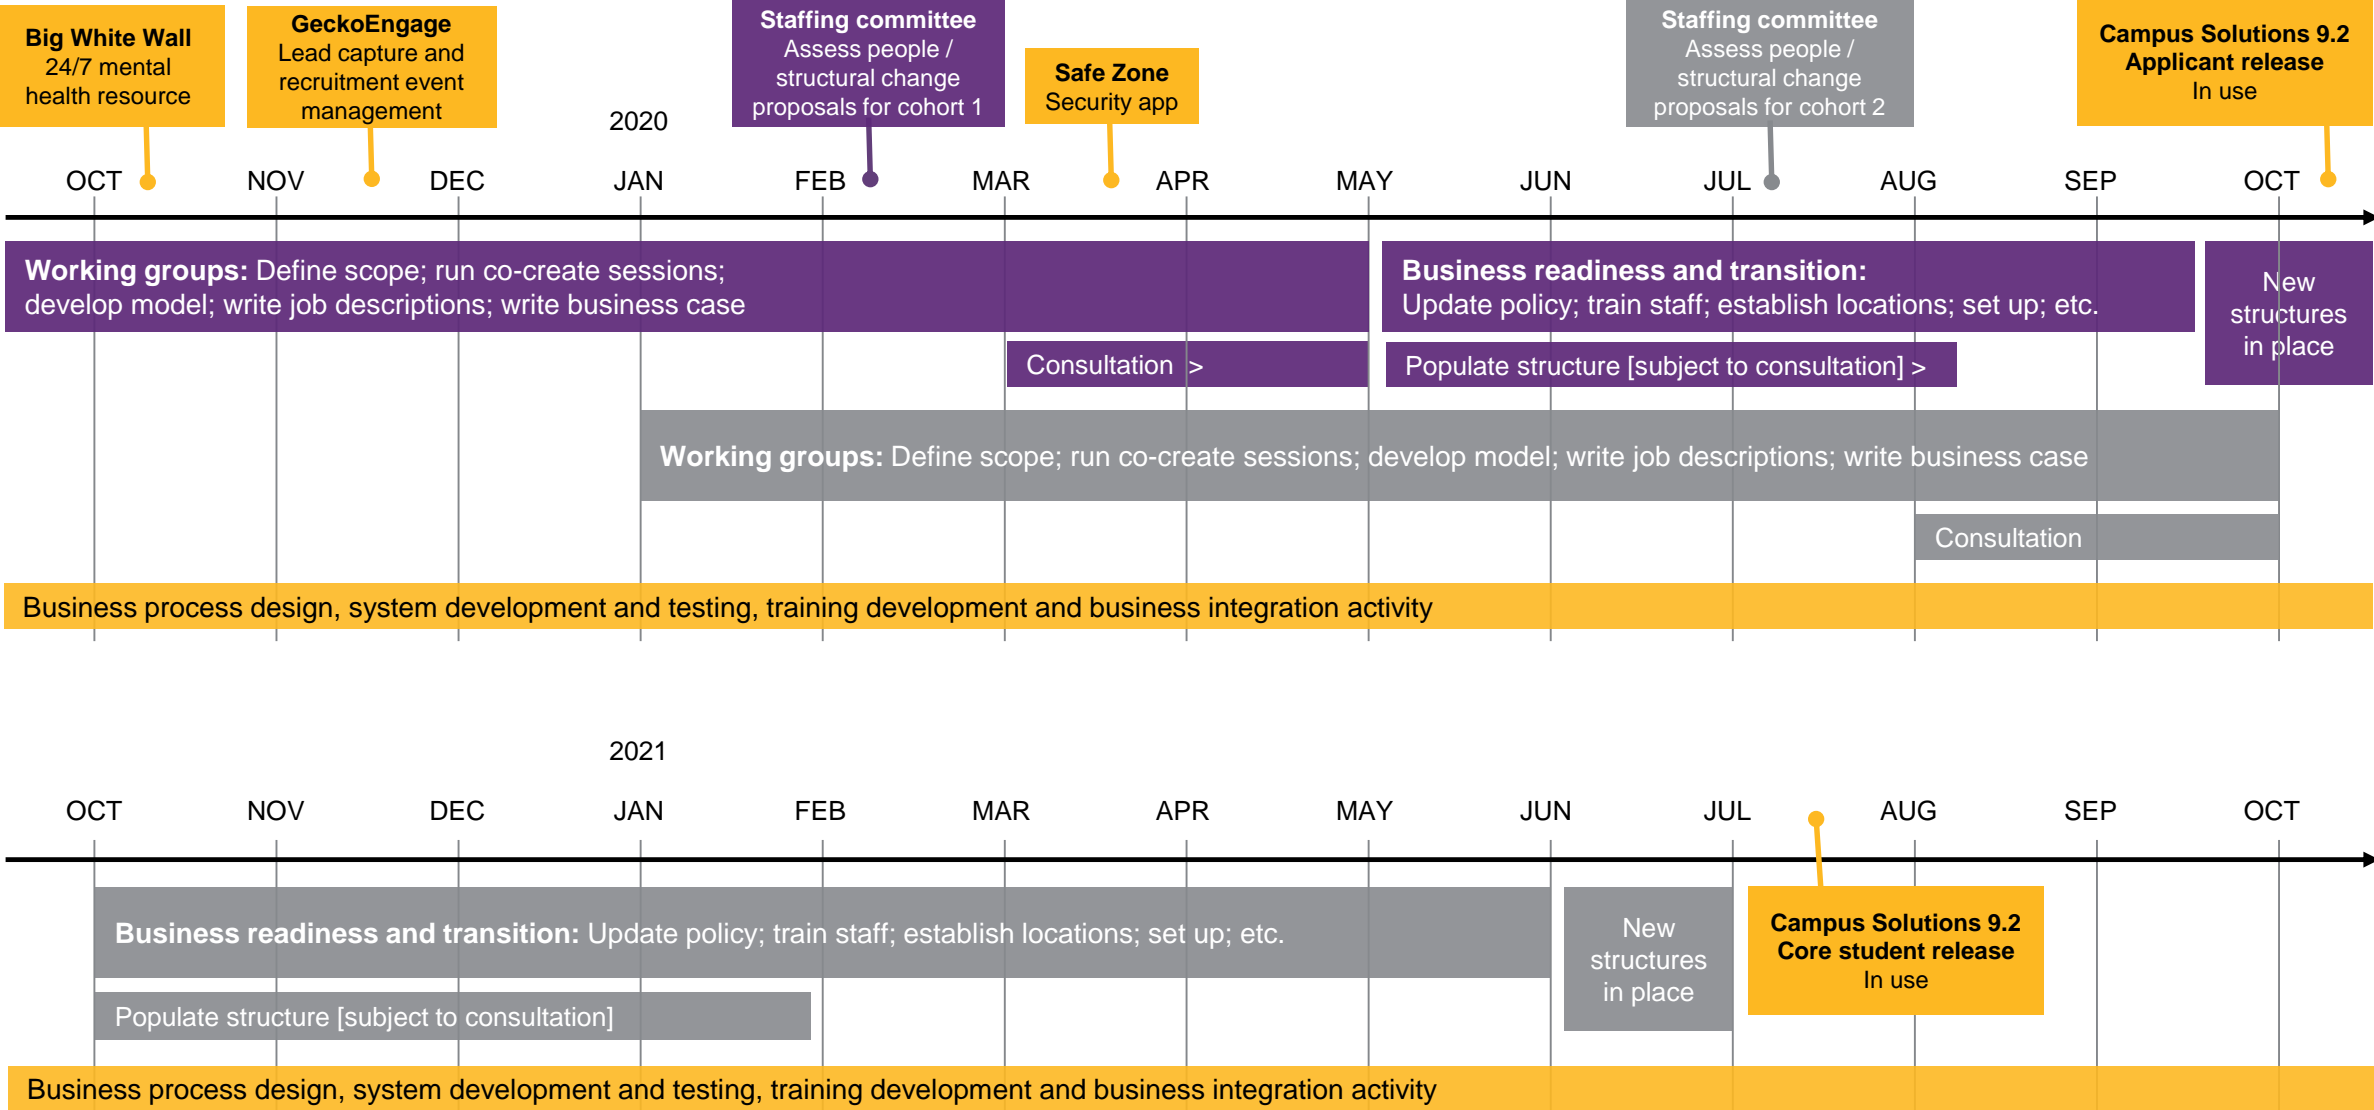 Big White Wall
24/7 mental
health resource
GeckoEngage
Lead capture and
recruitment event
management
Staffing committee
Assess people /
structural change
proposals for cohort 1
Safe Zone
Security app
Staffing committee
Assess people /
structural change
proposals for cohort 2
Campus Solutions 9.2
Applicant release
In use
2020
OCT NOV DEC JAN FEB MAR APR MAY JUN JUL AUG SEP OCT
Working groups: Define scope; run co-create sessions;
develop model; write job descriptions; write business case
Business readiness and transition:
Update policy; train staff; establish locations; set up; etc.
New
structures
in place
Consultation >
Populate structure [subject to consultation] >
Working groups: Define scope; run co-create sessions; develop model; write job descriptions; write business case
Consultation
Business process design, system development and testing, training development and business integration activity
2021
OCT NOV DEC JAN FEB MAR APR MAY JUN JUL AUG SEP OCT
Business readiness and transition: Update policy; train staff; establish locations; set up; etc.
New
structures
in place
Campus Solutions 9.2
Core student release
In use
Populate structure [subject to consultation]
Business process design, system development and testing, training development and business integration activity